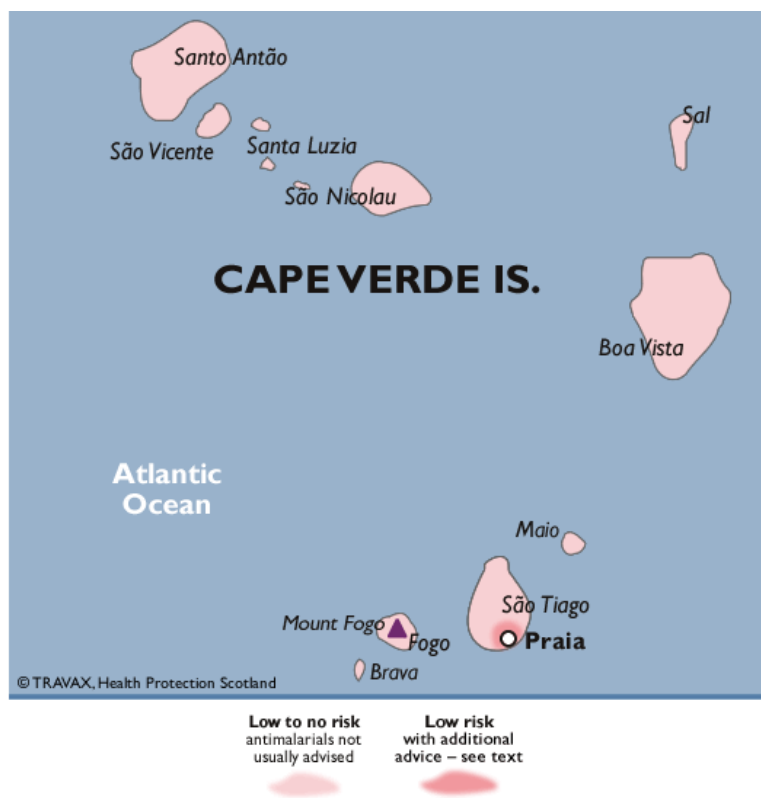 Santo Antão
Sal
São Vicente
Santa Luzia
São Nicolau
CAPE VERDE IS.
Boa Vista
Atlantic
Ocean
Maio
São Tiago
Mount Fogo
Fogo
Praia
Brava
© TRAVAX, Health Protection Scotland
Low to no risk
antimalarials not
usually advised
Low risk
with additional
advice – see text